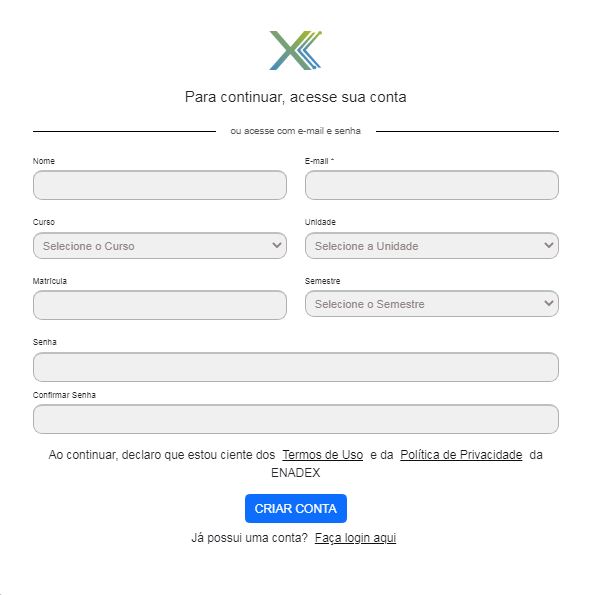 Para continuar, acesse sua conta
ou acesse com e-mail e senha
Nome
E-mail *
Curso
Unidade
Selecione o Curso
Selecione a Unidade
Matrícula
Semestre
Selecione o Semestre
Senha
Confirmar Senha
Ao continuar, declaro que estou ciente dos Termos de Uso e da Política de Privacidade da
ENADEX
CRIAR CONTA
Já possui uma conta? Faça login aqui